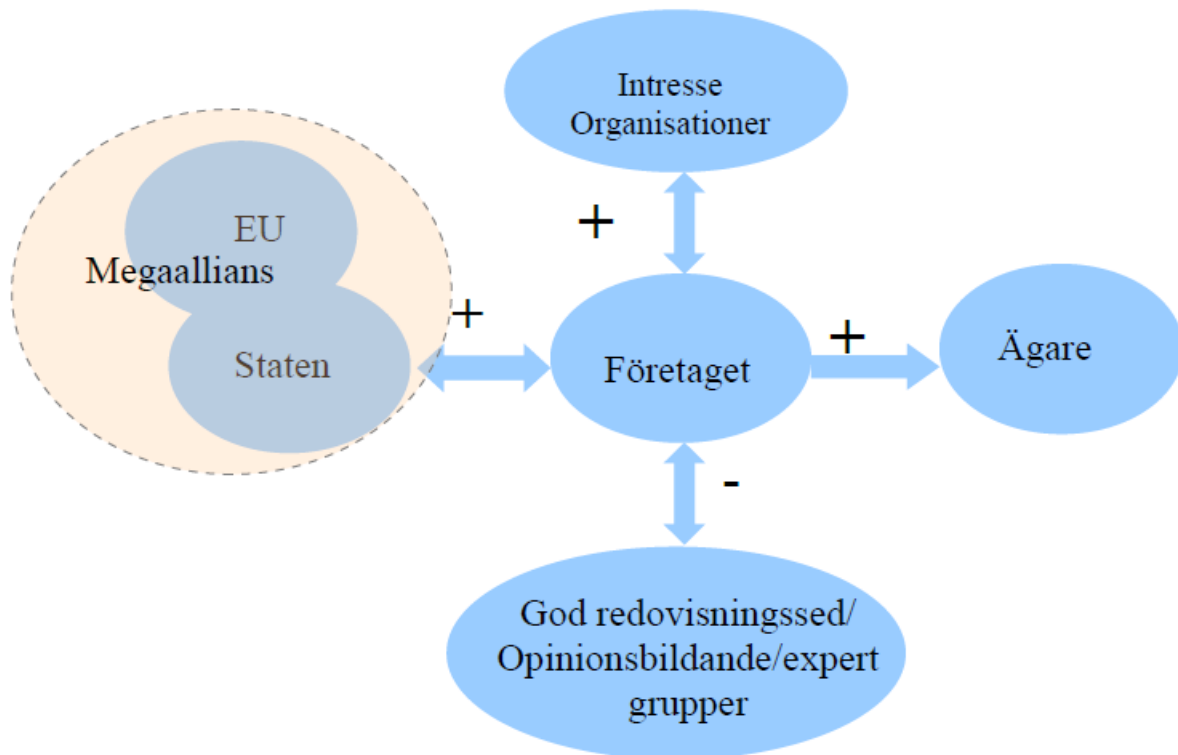 Intresse
Organisationer
+
EU
Megaallians
+
Staten
Företaget
+
Ägare
-
God redovisningssed/
Opinionsbildande/expert
grupper